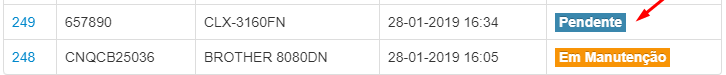 249 657890 CLX-3160FN 28-01-2019 16:34 Pendente
248 CNQCB25036 BROTHER 8080DN 28-01-2019 16:05 Em Manutenção